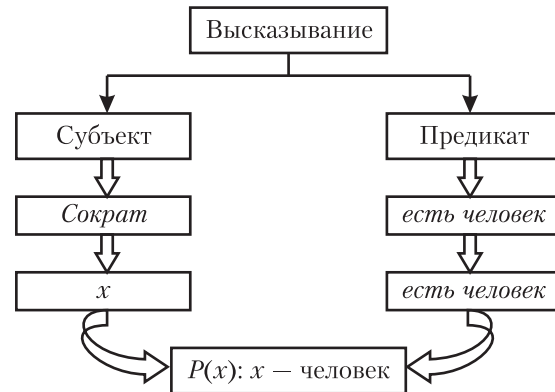 Высказывание
Субъект Предикат
Сократ есть человек
x есть человек
P(x): x — человек